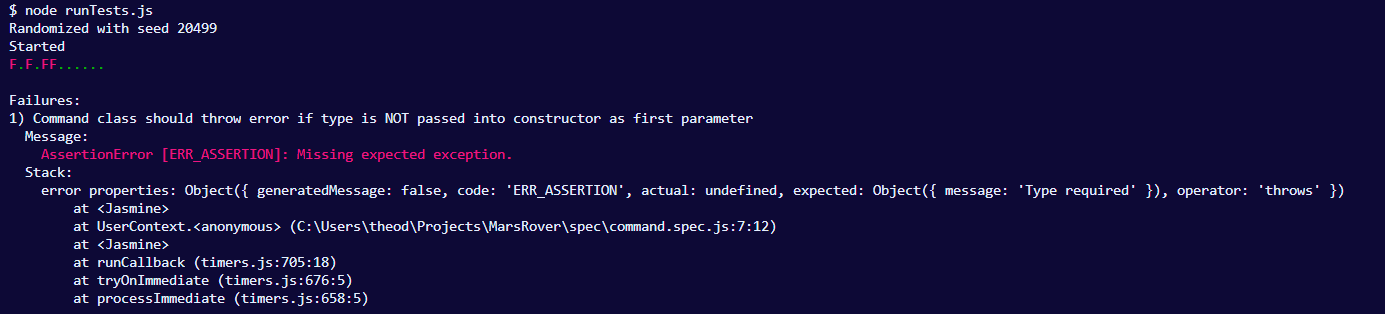 $ node runTests.js
Randomized with seed 20499
Started
F.F.FF......
Failures:
1) Command class should throw error if type is NOT passed into constructor as first parameter
Message:
AssertionError [ERR_ASSERTION]: Missing expected exception.
Stack:
error properties: Object({ generatedMessage: false, code: 'ERR_ASSERTION', actual: undefined, expected: Object({ message: 'Type required' }), operator: 'throws' })
at <Jasmine>
at UserContext.<anonymous> (C:\Users\theod\Projects\MarsRover\spec\command.spec.js:7:12)
at <Jasmine>
at runCallback (timers.js:705:18)
at tryOnImmediate (timers.js:676:5)
at processImmediate (timers.js:658:5)